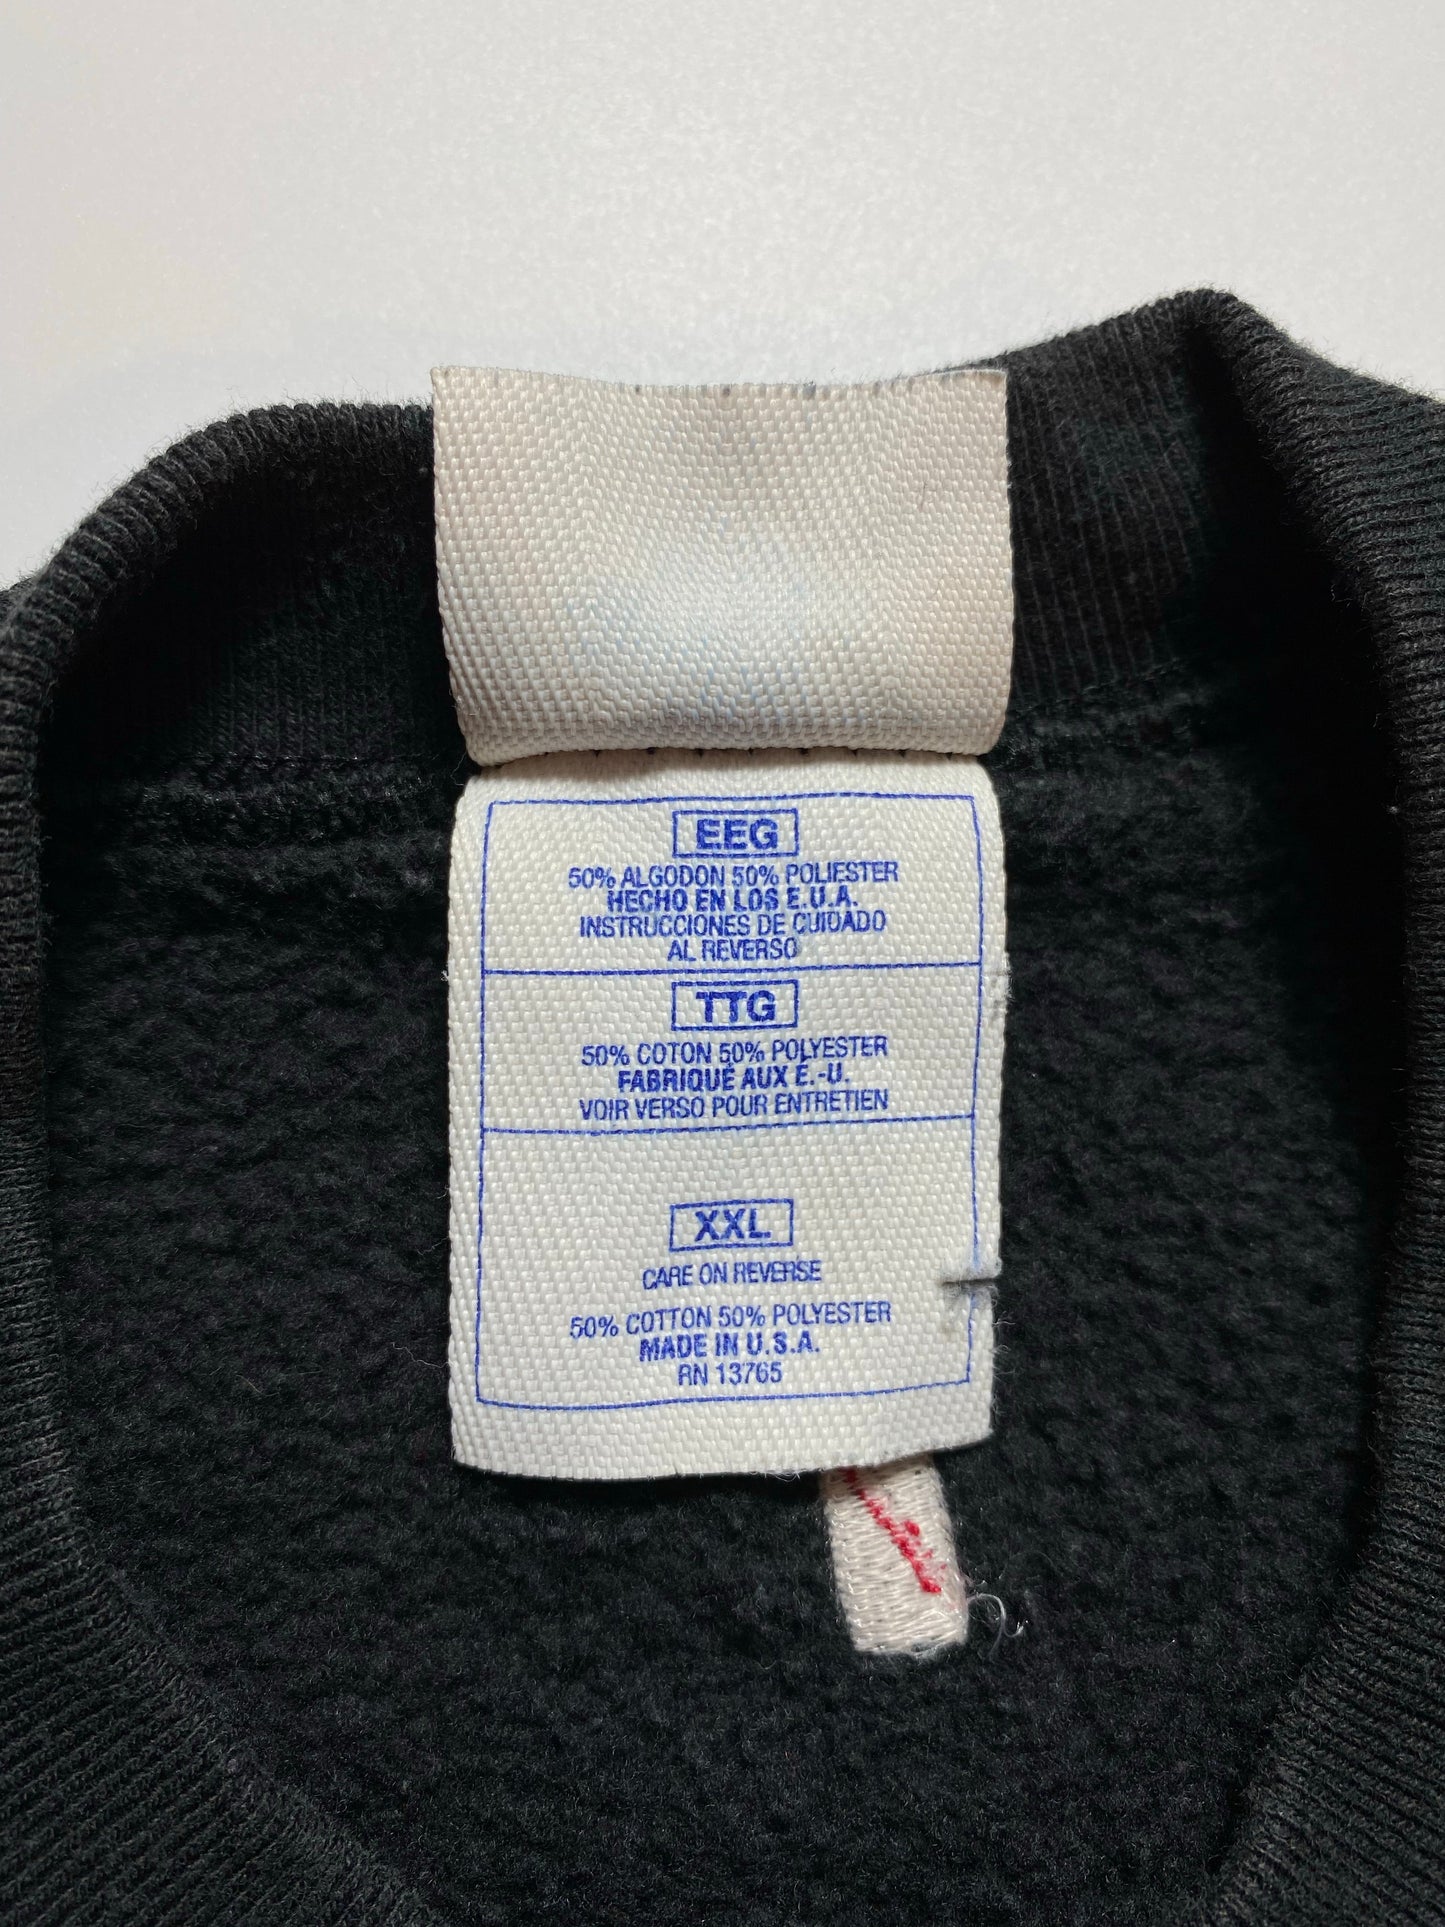 EEG
50% ALGODON 50% POLIESTER
HECHO EN LOS E.U.A.
INSTRUCCIONES DE CUIDADO
AL REVERSO
TTG
50% COTON 50% POLYESTER
FABRIQUÉ AUX É.-U.
VOIR VERSO POUR ENTRETIEN
XXL
CARE ON REVERSE
50% COTTON 50% POLYESTER
MADE IN U.S.A.
RN 13765